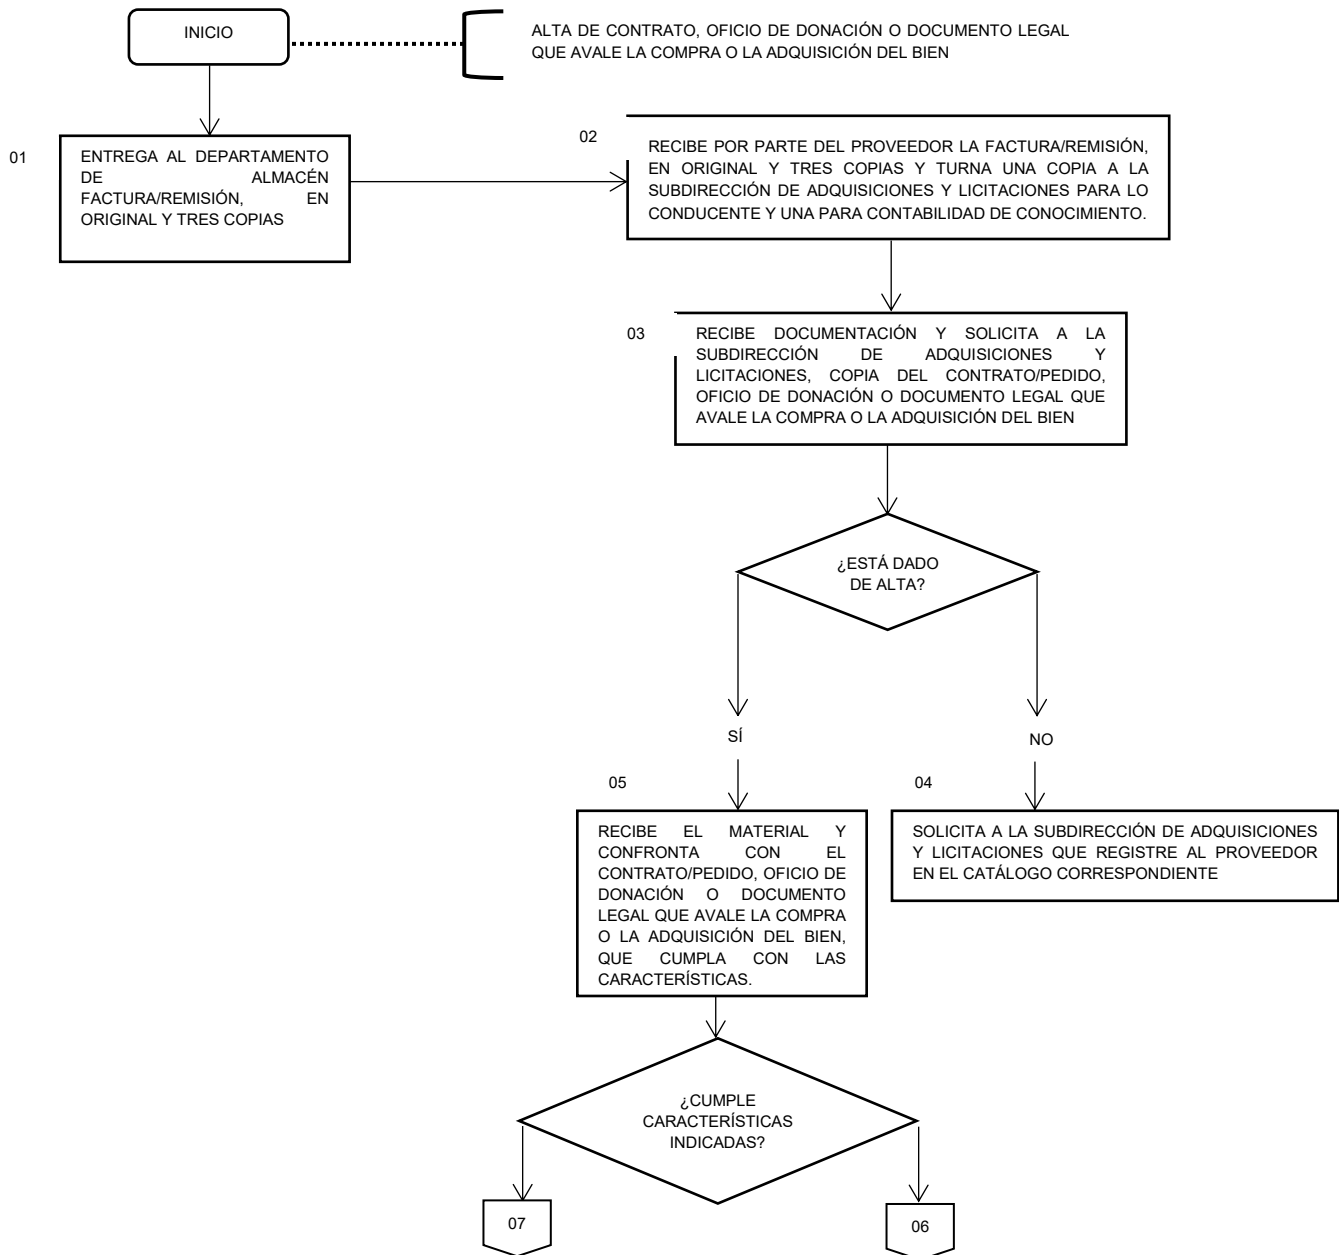 INICIO
ALTA DE CONTRATO, OFICIO DE DONACIÓN O DOCUMENTO LEGAL
QUE AVALE LA COMPRA O LA ADQUISICIÓN DEL BIEN
01
ENTREGA AL DEPARTAMENTO
DE ALMACÉN
FACTURA/REMISIÓN, EN
ORIGINAL Y TRES COPIAS
02
RECIBE POR PARTE DEL PROVEEDOR LA FACTURA/REMISIÓN,
EN ORIGINAL Y TRES COPIAS Y TURNA UNA COPIA A LA
SUBDIRECCIÓN DE ADQUISICIONES Y LICITACIONES PARA LO
CONDUCENTE Y UNA PARA CONTABILIDAD DE CONOCIMIENTO.
03
RECIBE DOCUMENTACIÓN Y SOLICITA A LA
SUBDIRECCIÓN DE ADQUISICIONES Y
LICITACIONES, COPIA DEL CONTRATO/PEDIDO,
OFICIO DE DONACIÓN O DOCUMENTO LEGAL QUE
AVALE LA COMPRA O LA ADQUISICIÓN DEL BIEN
¿ESTÁ DADO
DE ALTA?
SÍ
NO
05
RECIBE EL MATERIAL Y
CONFRONTA CON EL
CONTRATO/PEDIDO, OFICIO DE
DONACIÓN O DOCUMENTO
LEGAL QUE AVALE LA COMPRA
O LA ADQUISICIÓN DEL BIEN,
QUE CUMPLA CON LAS
CARACTERÍSTICAS.
04
SOLICITA A LA SUBDIRECCIÓN DE ADQUISICIONES
Y LICITACIONES QUE REGISTRE AL PROVEEDOR
EN EL CATÁLOGO CORRESPONDIENTE
¿CUMPLE
CARACTERÍSTICAS
INDICADAS?
07
06